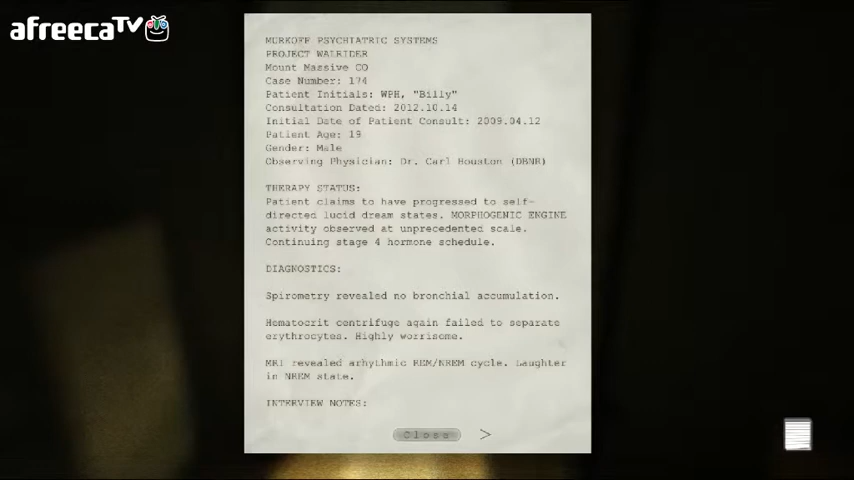 afreecaTV
MURKOFF PSYCHIATRIC SYSTEMS
PROJECT WALRIDER
Mount Massive CO
Case Number: 174
Patient Initials: WPH, "Billy"
Consultation Dated: 2012.10.14
Initial Date of Patient Consult: 2009.04.12
Patient Age: 19
Gender: Male
Observing Physician: Dr. Carl Houston (DBNR)
THERAPY STATUS:
Patient claims to have progressed to self-
directed lucid dream states. MORPHOGENIC ENGINE
activity observed at unprecedented scale.
Continuing stage 4 hormone schedule.
DIAGNOSTICS:
Spirometry revealed no bronchial accumulation.
Hematocrit centrifuge again failed to separate
erythrocytes. Highly worrisome.
MRI revealed arhythmic REM/NREM cycle. Laughter
in NREM state.
INTERVIEW NOTES:
Close >